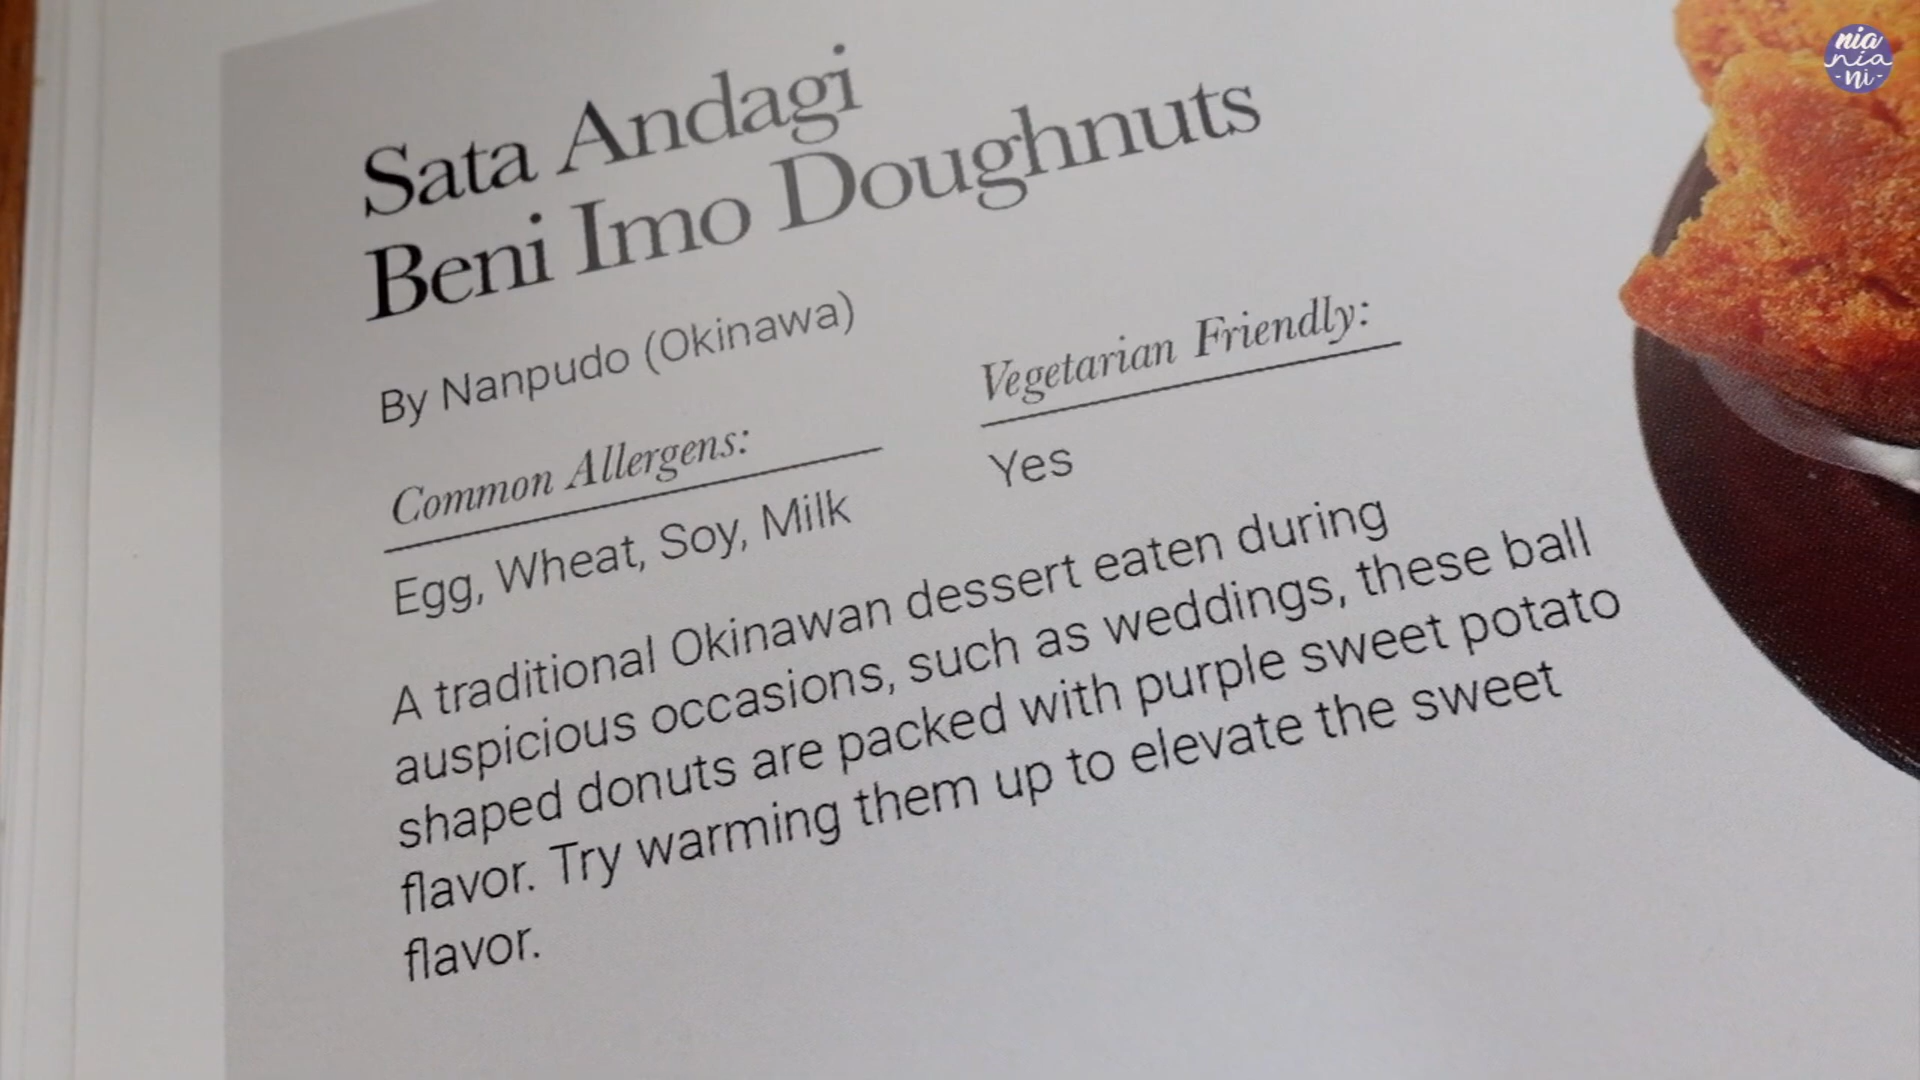 Sata Andagi
Beni Imo Doughnuts
By Nanpudo (Okinawa)
Common Allergens:
Egg, Wheat, Soy, Milk
Vegetarian Friendly:
Yes
A traditional Okinawan dessert eaten during
auspicious occasions, such as weddings, these ball
shaped donuts are packed with purple sweet potato
flavor. Try warming them up to elevate the sweet
flavor.
nia
nia
-ni-